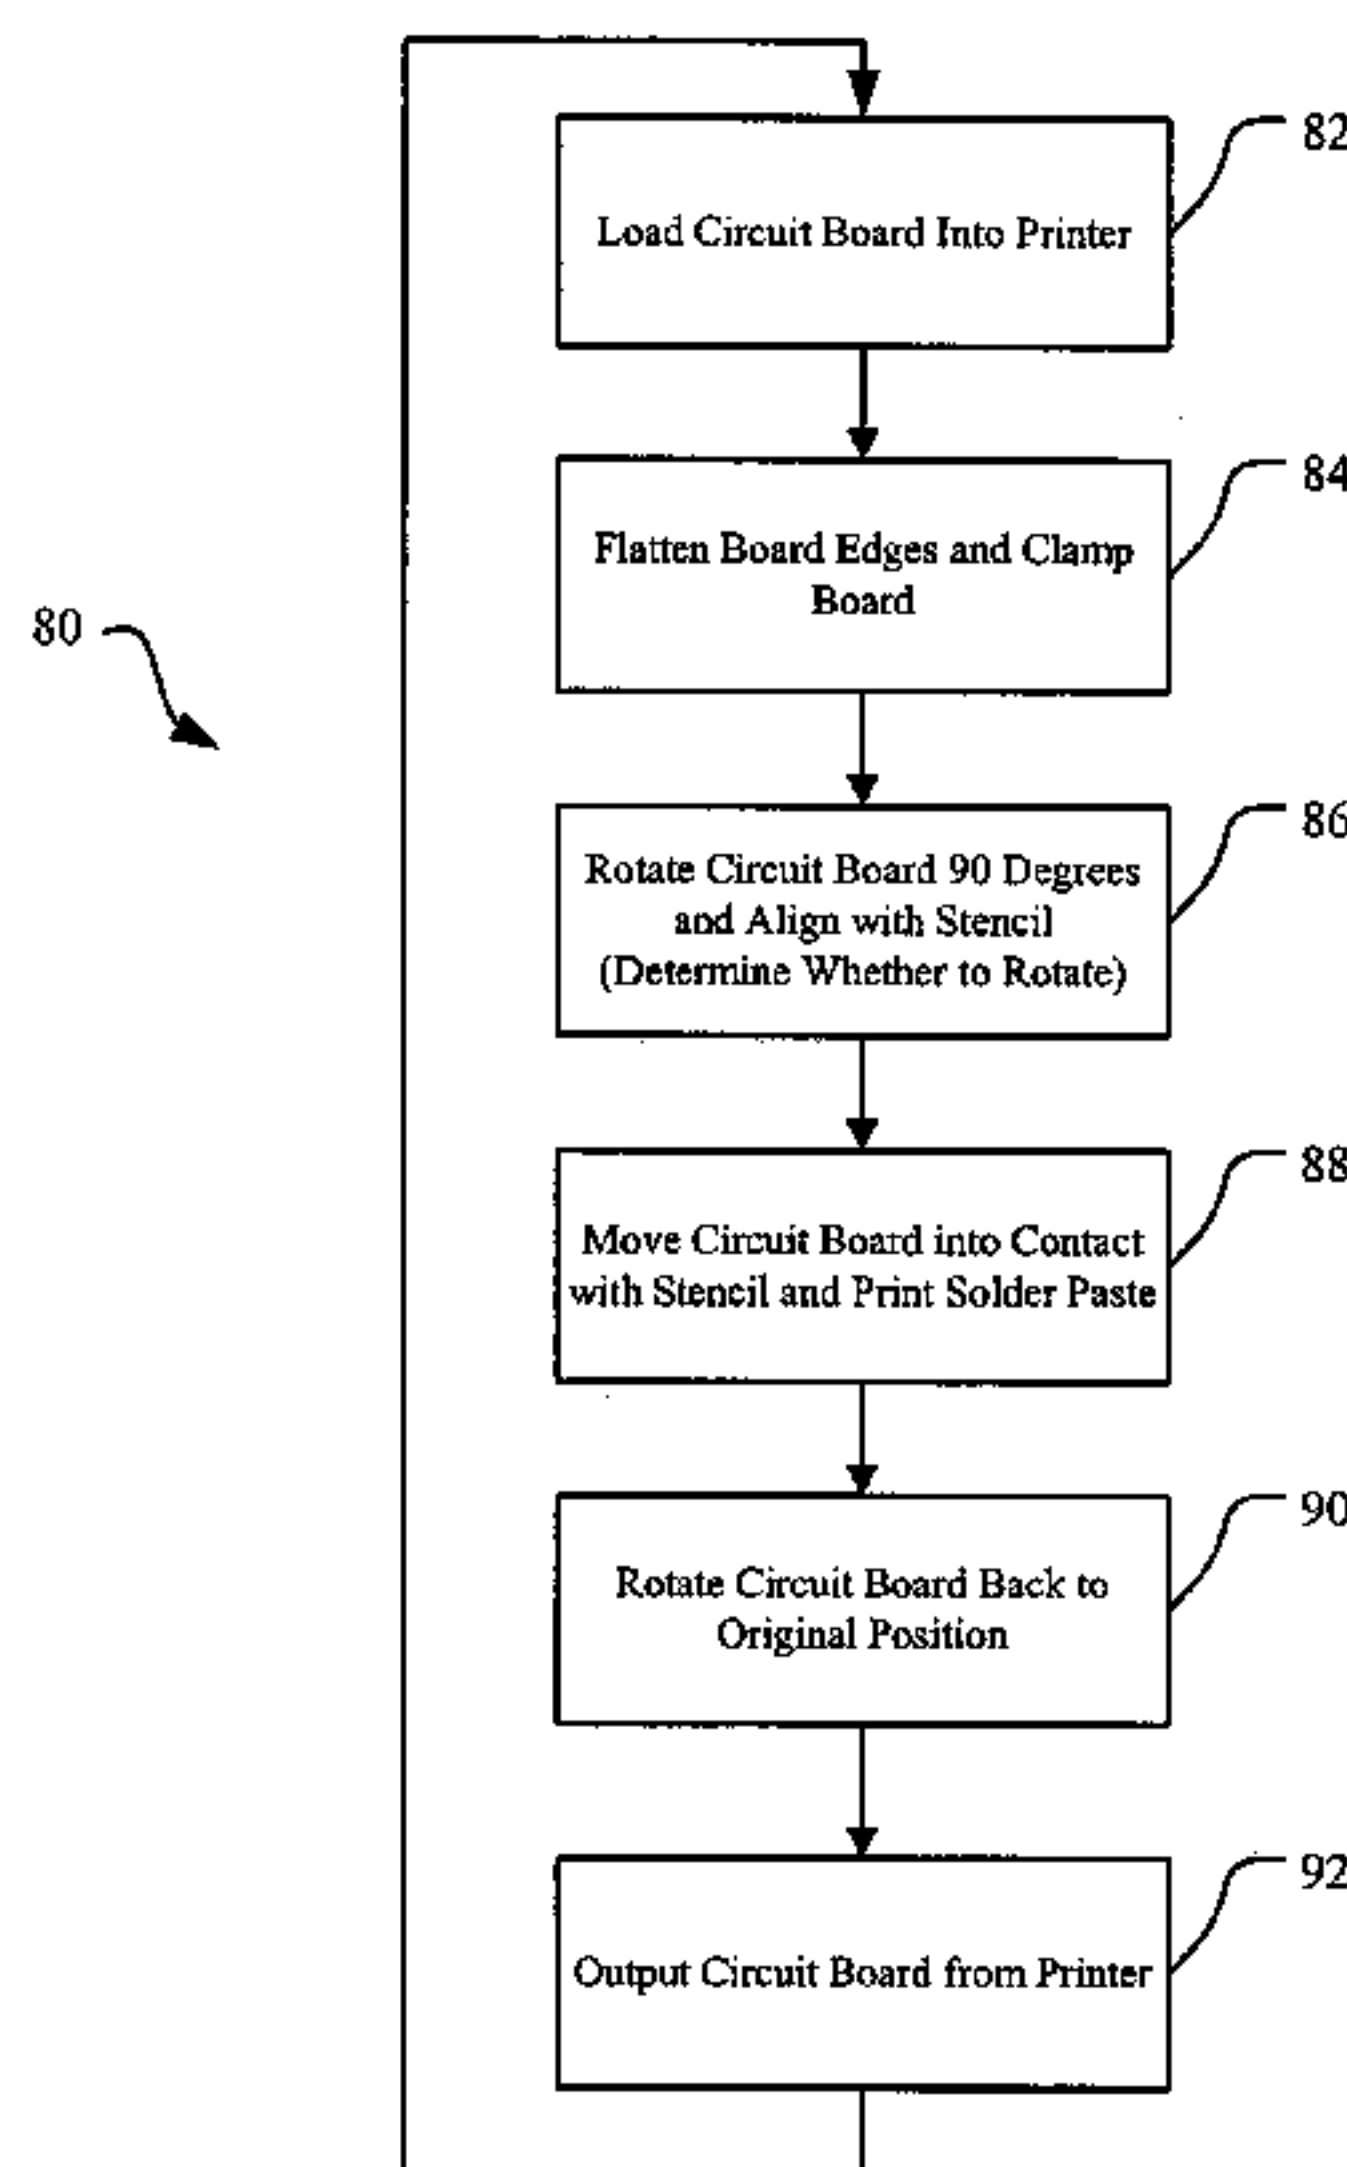 82
Load Circuit Board Into Printer
84
Flatten Board Edges and Clamp
Board
80
86
Rotate Circuit Board 90 Degrees
and Align with Stencil
(Determine Whether to Rotate)
88
Move Circuit Board into Contact
with Stencil and Print Solder Paste
90
Rotate Circuit Board Back to
Original Position
92
Output Circuit Board from Printer